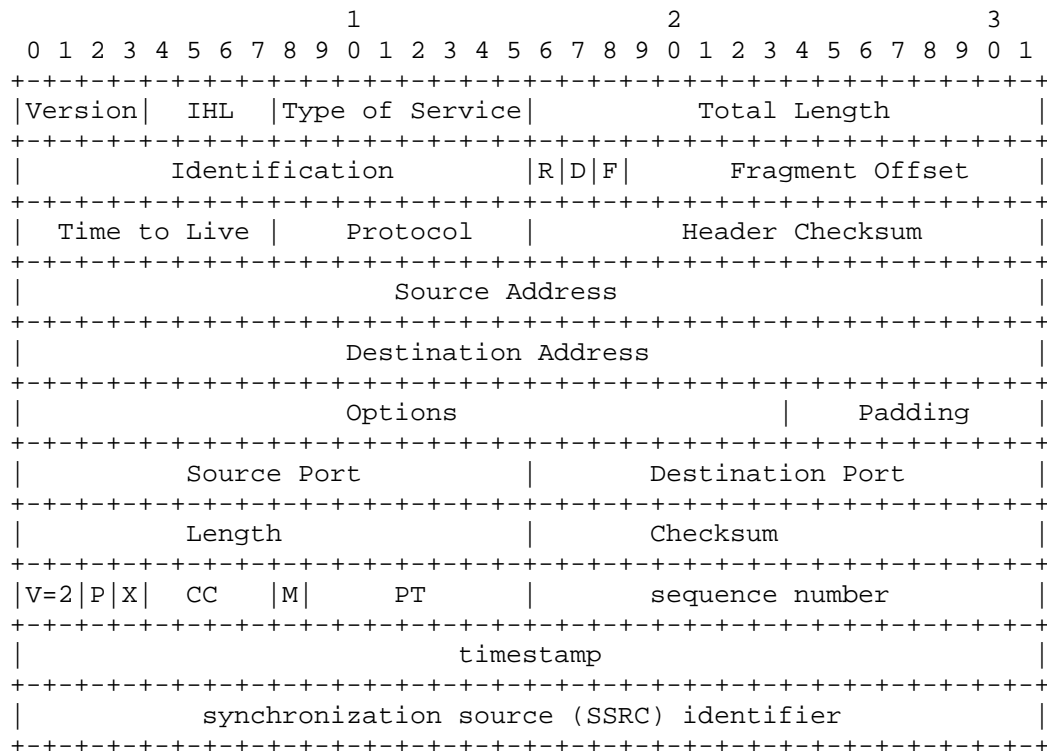 1 2 3
0 1 2 3 4 5 6 7 8 9 0 1 2 3 4 5 6 7 8 9 0 1 2 3 4 5 6 7 8 9 0 1
+-+-+-+-+-+-+-+-+-+-+-+-+-+-+-+-+-+-+-+-+-+-+-+-+-+-+-+-+-+-+-+-+
|Version| IHL |Type of Service| Total Length |
+-+-+-+-+-+-+-+-+-+-+-+-+-+-+-+-+-+-+-+-+-+-+-+-+-+-+-+-+-+-+-+-+
| Identification |R|D|F| Fragment Offset |
+-+-+-+-+-+-+-+-+-+-+-+-+-+-+-+-+-+-+-+-+-+-+-+-+-+-+-+-+-+-+-+-+
| Time to Live | Protocol | Header Checksum |
+-+-+-+-+-+-+-+-+-+-+-+-+-+-+-+-+-+-+-+-+-+-+-+-+-+-+-+-+-+-+-+-+
| Source Address |
+-+-+-+-+-+-+-+-+-+-+-+-+-+-+-+-+-+-+-+-+-+-+-+-+-+-+-+-+-+-+-+-+
| Destination Address |
+-+-+-+-+-+-+-+-+-+-+-+-+-+-+-+-+-+-+-+-+-+-+-+-+-+-+-+-+-+-+-+-+
| Options | Padding |
+-+-+-+-+-+-+-+-+-+-+-+-+-+-+-+-+-+-+-+-+-+-+-+-+-+-+-+-+-+-+-+-+
| Source Port | Destination Port |
+-+-+-+-+-+-+-+-+-+-+-+-+-+-+-+-+-+-+-+-+-+-+-+-+-+-+-+-+-+-+-+-+
| Length | Checksum |
+-+-+-+-+-+-+-+-+-+-+-+-+-+-+-+-+-+-+-+-+-+-+-+-+-+-+-+-+-+-+-+-+
|V=2|P|X| CC |M| PT | sequence number |
+-+-+-+-+-+-+-+-+-+-+-+-+-+-+-+-+-+-+-+-+-+-+-+-+-+-+-+-+-+-+-+-+
| timestamp |
+-+-+-+-+-+-+-+-+-+-+-+-+-+-+-+-+-+-+-+-+-+-+-+-+-+-+-+-+-+-+-+-+
| synchronization source (SSRC) identifier |
+-+-+-+-+-+-+-+-+-+-+-+-+-+-+-+-+-+-+-+-+-+-+-+-+-+-+-+-+-+-+-+-+